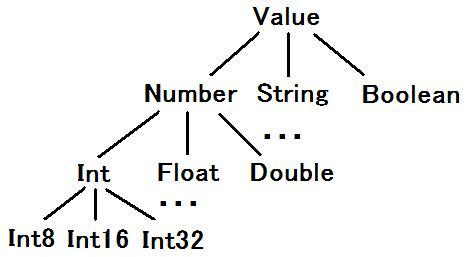 Value
Number String Boolean
...
Int Float Double
...
Int8 Int16 Int32